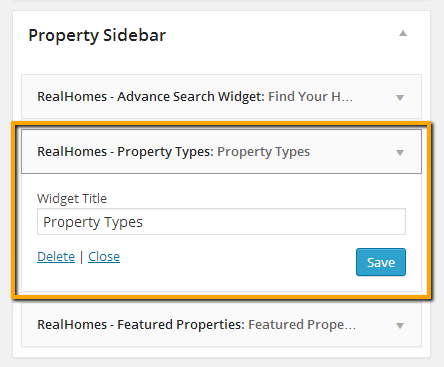 Property Sidebar
RealHomes - Advance Search Widget: Find Your H...
RealHomes - Property Types: Property Types
Widget Title
Property Types
Delete | Close
Save
RealHomes - Featured Properties: Featured Prope...